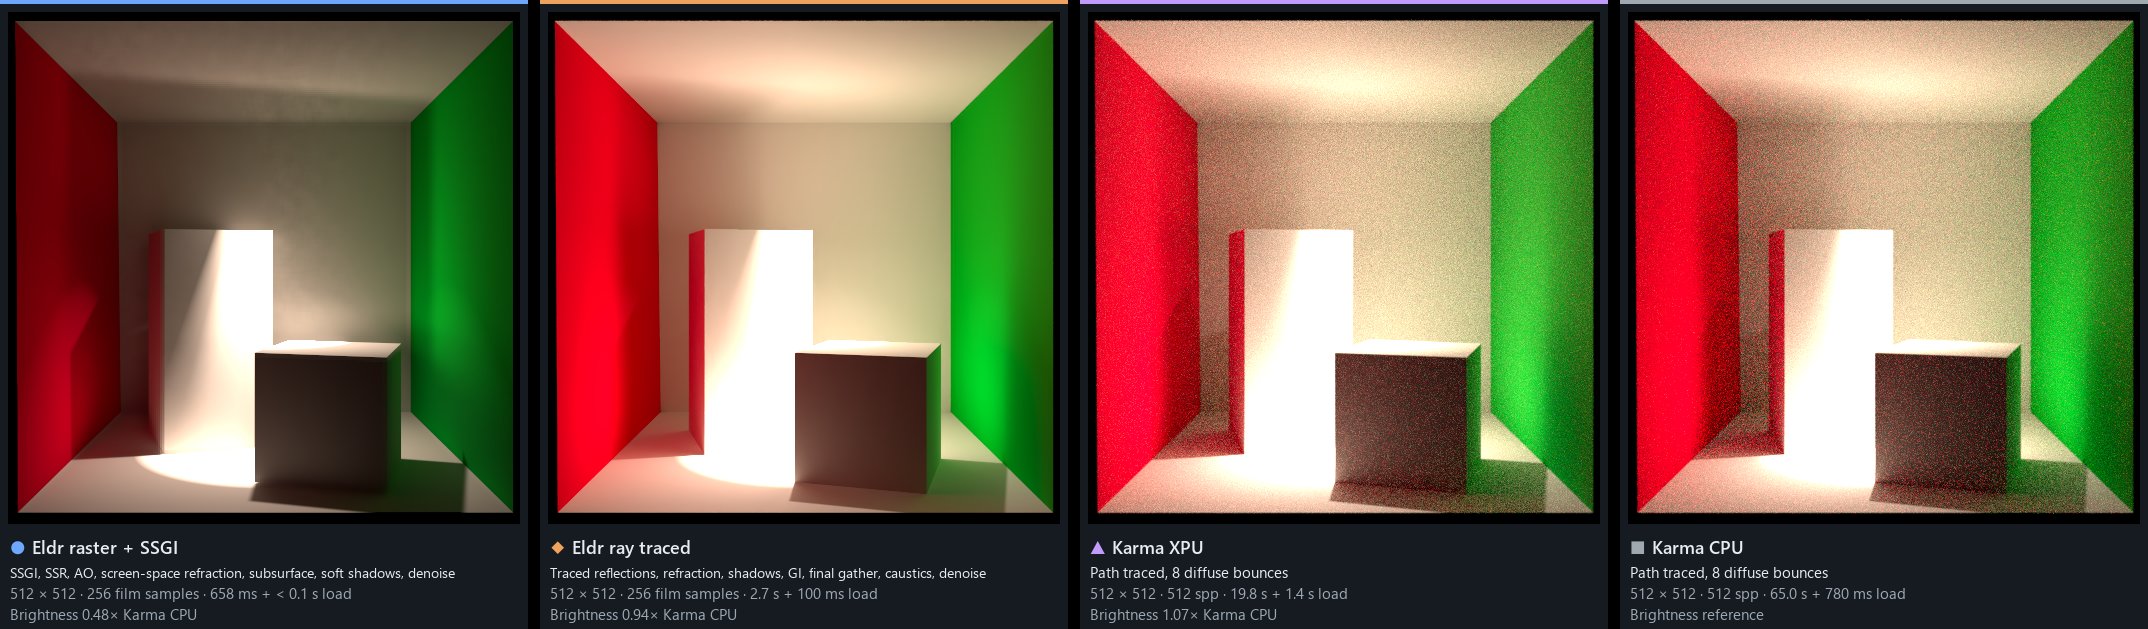 Eldr raster + SSGI
SSGI, SSR, AO, screen-space refraction, subsurface, soft shadows, denoise
512 × 512 · 256 film samples · 658 ms + < 0.1 s load
Brightness 0.48× Karma CPU
Eldr ray traced
Traced reflections, refraction, shadows, GI, final gather, caustics, denoise
512 × 512 · 256 film samples · 2.7 s + 100 ms load
Brightness 0.94× Karma CPU
Karma XPU
Path traced, 8 diffuse bounces
512 × 512 · 512 spp · 19.8 s + 1.4 s load
Brightness 1.07× Karma CPU
Karma CPU
Path traced, 8 diffuse bounces
512 × 512 · 512 spp · 65.0 s + 780 ms load
Brightness reference